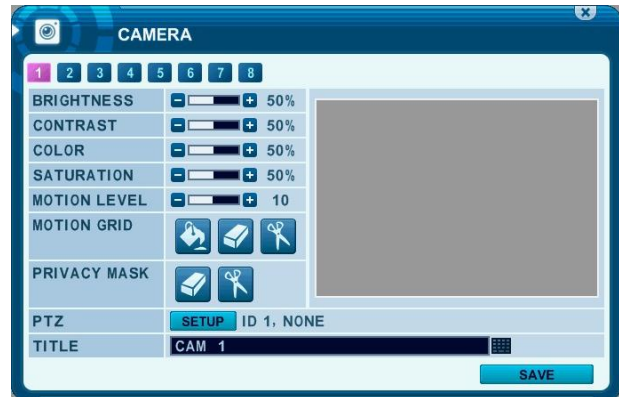 CAMERA
1 2 3 4 5 6 7 8
BRIGHTNESS 50%
CONTRAST 50%
COLOR 50%
SATURATION 50%
MOTION LEVEL 10
MOTION GRID
PRIVACY MASK
PTZ SETUP ID 1, NONE
TITLE CAM 1
SAVE